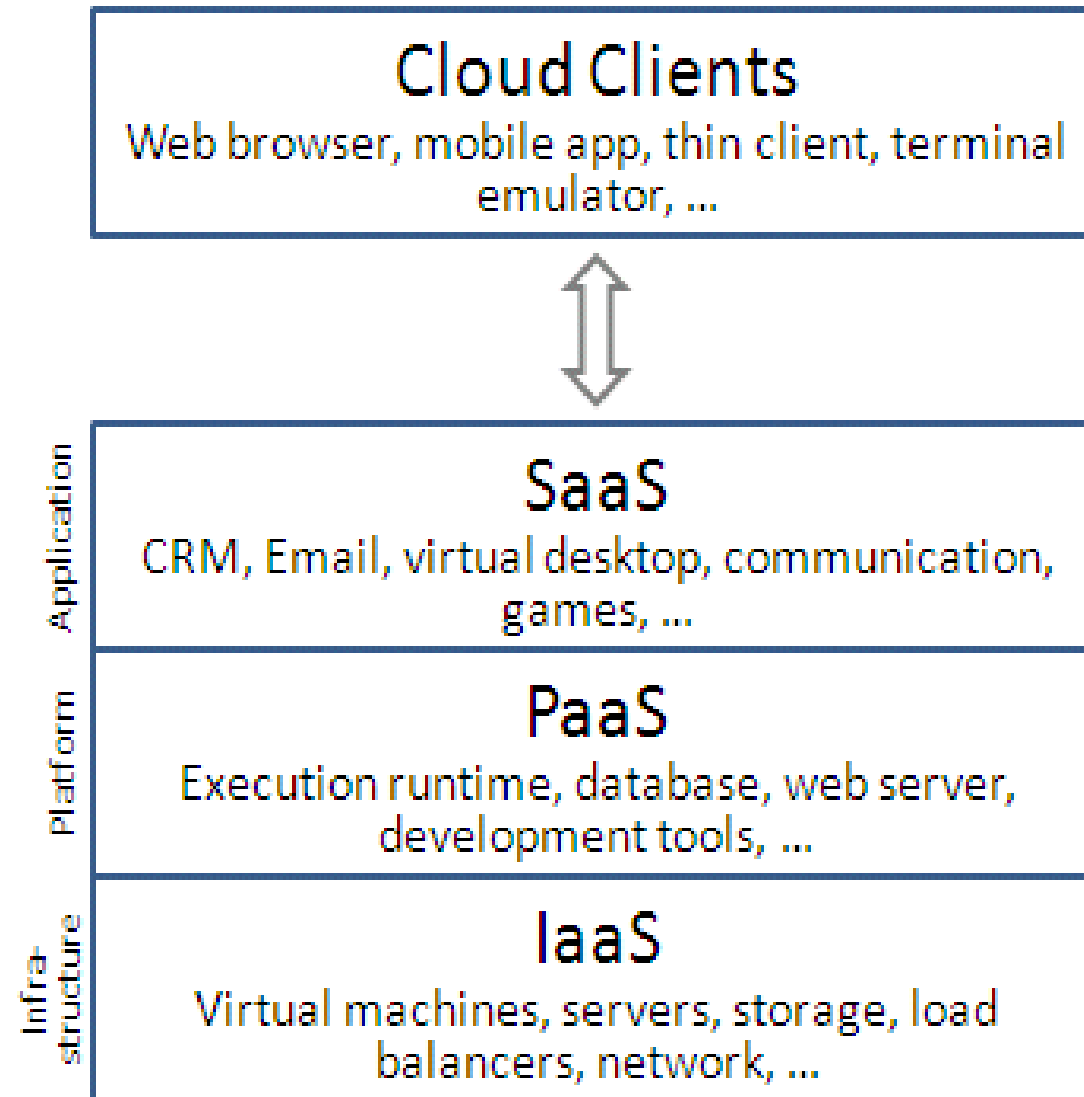 Cloud Clients
Web browser, mobile app, thin client, terminal
emulator, ...
Application
SaaS
CRM, Email, virtual desktop, communication,
games, ...
Platform
PaaS
Execution runtime, database, web server,
development tools, ...
Infra-
structure
IaaS
Virtual machines, servers, storage, load
balancers, network, ...